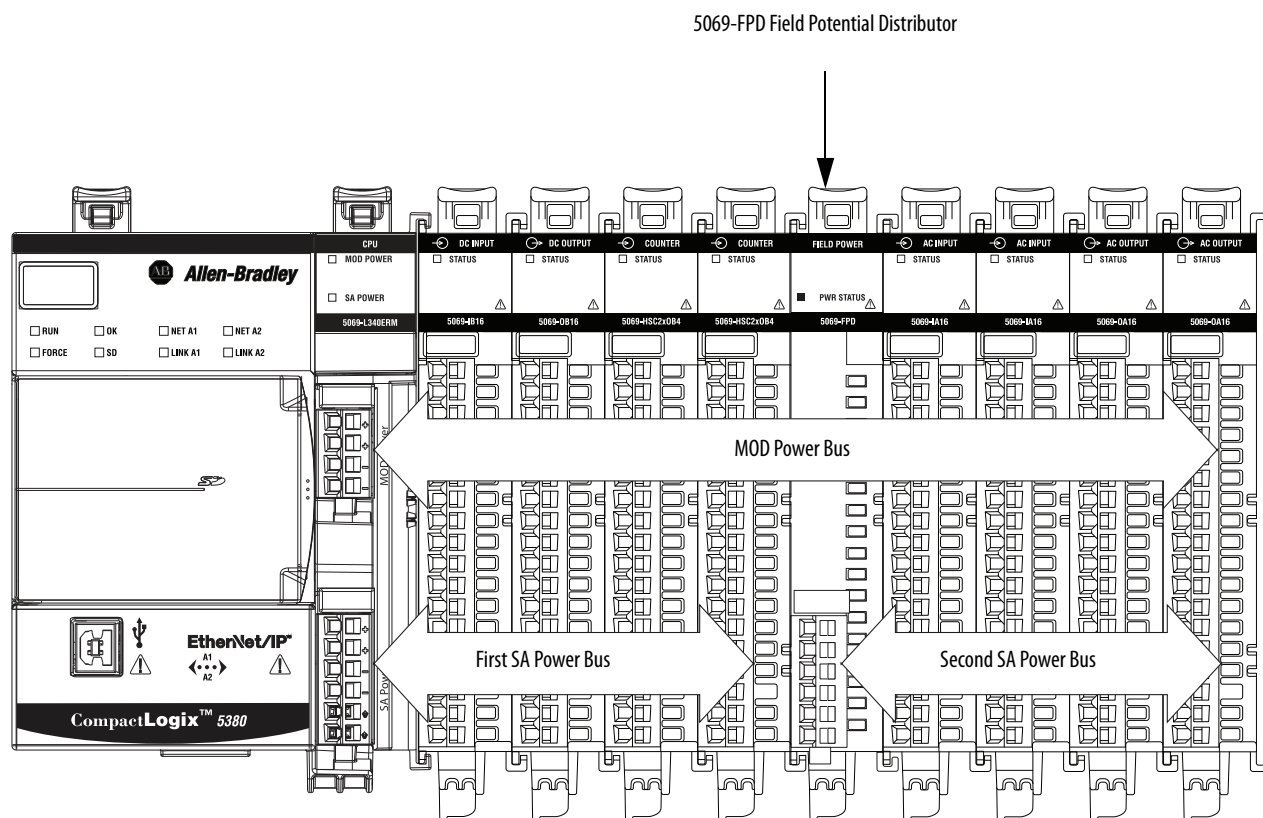 5069-FPD Field Potential Distributor
CPU
MOD POWER
SA POWER
5069-L340ERM
AB Allen-Bradley
RUN OK NET A1 NET A2
FORCE SD LINK A1 LINK A2
DC INPUT
STATUS
5069-IB16
DC OUTPUT
STATUS
5069-OB16
COUNTER
STATUS
5069-HSC2xOB4
COUNTER
STATUS
5069-HSC2xOB4
FIELD POWER
PWR STATUS
5069-FPD
AC INPUT
STATUS
5069-IA16
AC INPUT
STATUS
5069-IA16
AC OUTPUT
STATUS
5069-OA16
AC OUTPUT
STATUS
5069-OA16
MOD Power Bus
SD
First SA Power Bus
Second SA Power Bus
EtherNet/IP™
A1
A2
CompactLogix™ 5380